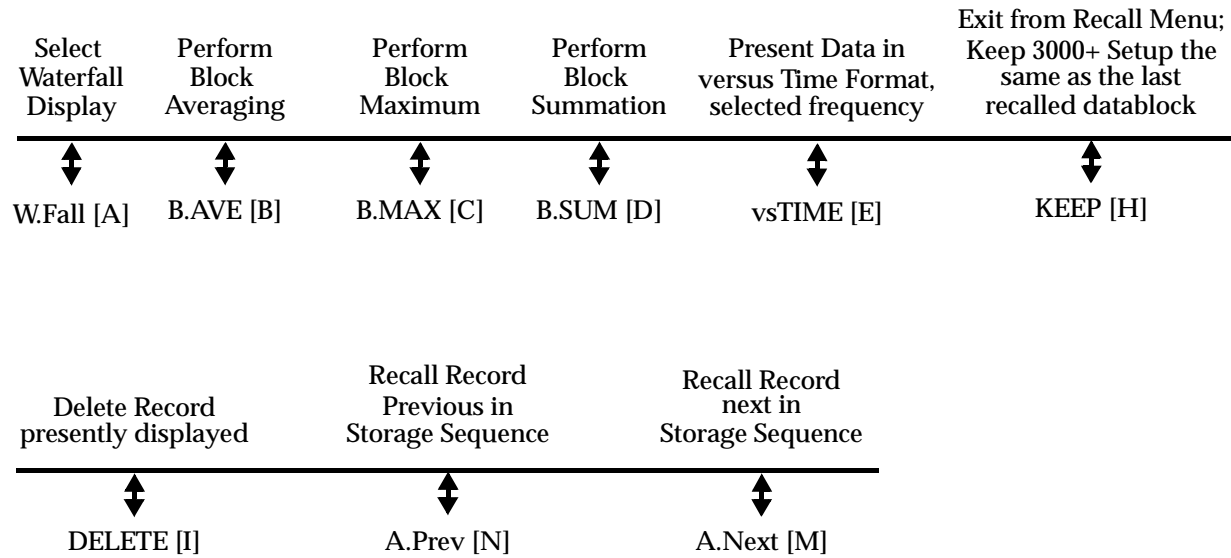 Select
Waterfall
Display
Perform
Block
Averaging
Perform
Block
Maximum
Perform
Block
Summation
Present Data in
versus Time Format,
selected frequency
Exit from Recall Menu;
Keep 3000+ Setup the
same as the last
recalled datablock
W.Fall [A]
B.AVE [B]
B.MAX [C]
B.SUM [D]
vsTIME [E]
KEEP [H]
Delete Record
presently displayed
Recall Record
Previous in
Storage Sequence
Recall Record
next in
Storage Sequence
DELETE [I]
A.Prev [N]
A.Next [M]